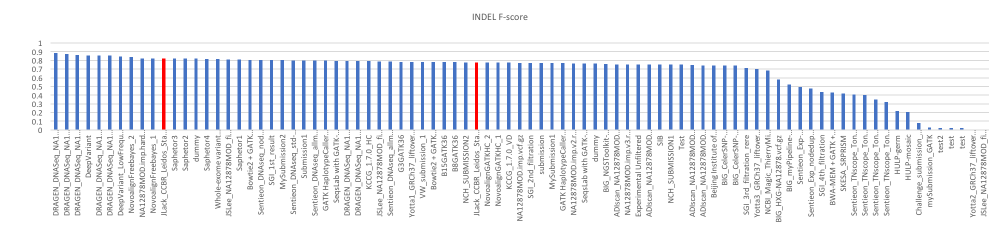 INDEL F-score
1
0.9
0.8
0.7
0.6
0.5
0.4
0.3
0.2
0.1
0
DRAGEN_DNASeq_NA1...
DRAGEN_DNASeq_NA1...
DRAGEN_DNASeq_NA1...
DeepVariant
DRAGEN_DNASeq_NA1...
DRAGEN_DNASeq_NA1...
DeepVariant_LowFrequ...
NovoalignFreebayes_2
NA12878MOD.imp.hard...
NovoalignFreebayes_1
JLack_CCBR_Leidos_Sta...
Saphetor3
Saphetor2
dummy
Saphetor4
Whole-exome variant...
JSLee_NA12878MOD_fi...
Saphetor1
Bowtie2 + GATK...
Sentieon_DNAseq_nod...
SGI_1st_result
MySubmission2
Sentieon_DNAseq_std-...
Submission1
Sentieon_DNAseq_allm...
GATK HaplotypeCaller...
SeqsLab with GATK-...
DRAGEN_DNASeq_NA1...
DRAGEN_DNASeq_NA1...
KCCG_1.7.0_HC
JSLee_NA12878MOD_fi...
Sentieon_DNAseq_allm...
G3GATK36
Yotta1_GRCh37_liftover...
VW_submission_1
Bowtie2 + GATK...
B15GATK36
B8GATK36
NCH_SUBMISSION2
JLack_CCBR_Leidos_Sta...
NovoalignGATKHC_2
NovoalignGATKHC_1
KCCG_1.7.0_VD
NA12878MOD.imp.vcf.gz
SGI_2nd_filtration
submission
MySubmission1
GATK HaplotypeCaller...
NA12878MOD.imp.v2.r...
SeqsLab with GATK-...
dummy
BIG_NGSToolkit-...
ADIscan_NA12878MOD...
NA12878MOD.imp.v3.r...
Experimental Unfiltered
ADIscan_NA12878MOD...
SIB
NCH_SUBMISSION1
Test
ADIscan_NA12878MOD...
ADIscan_NA12878MOD...
Beijing Institute of...
BIG_CelerSNP-...
BIG_CelerSNP-...
SGI_3rd_filtration_rere
Yotta3_GRCh37_liftover...
NCBI_Magic_ThierryMi...
BIG_HXG-NA12878.vcf.gz
BIG_myPipeline-...
Sentieon_Exp-...
Sentieon_Exp_nodedup...
SGI_4th_filtration
BWA-MEM + GATK +...
SKESA_SRPRISM
Sentieon_TNscope_Ton...
Sentieon_TNscope_Ton...
Sentieon_TNscope_Ton...
Sentieon_TNscope_Ton...
HULP-germ
HULP-mosaic
Challenge_submission_...
mySubmission_GATK
test2
test
test
Yotta2_GRCh37_liftover...
JSLee_NA12878MOD_fi...